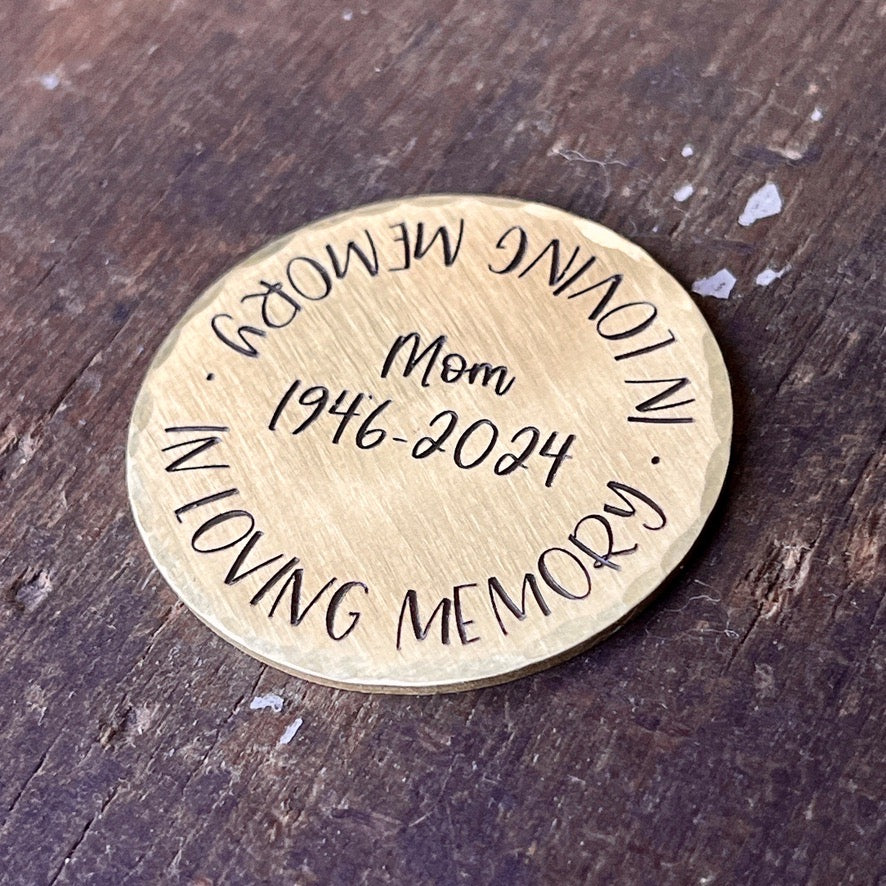 IN LOVING MEMORY ·
Mom
1946-2024
IN LOVING MEMORY ·